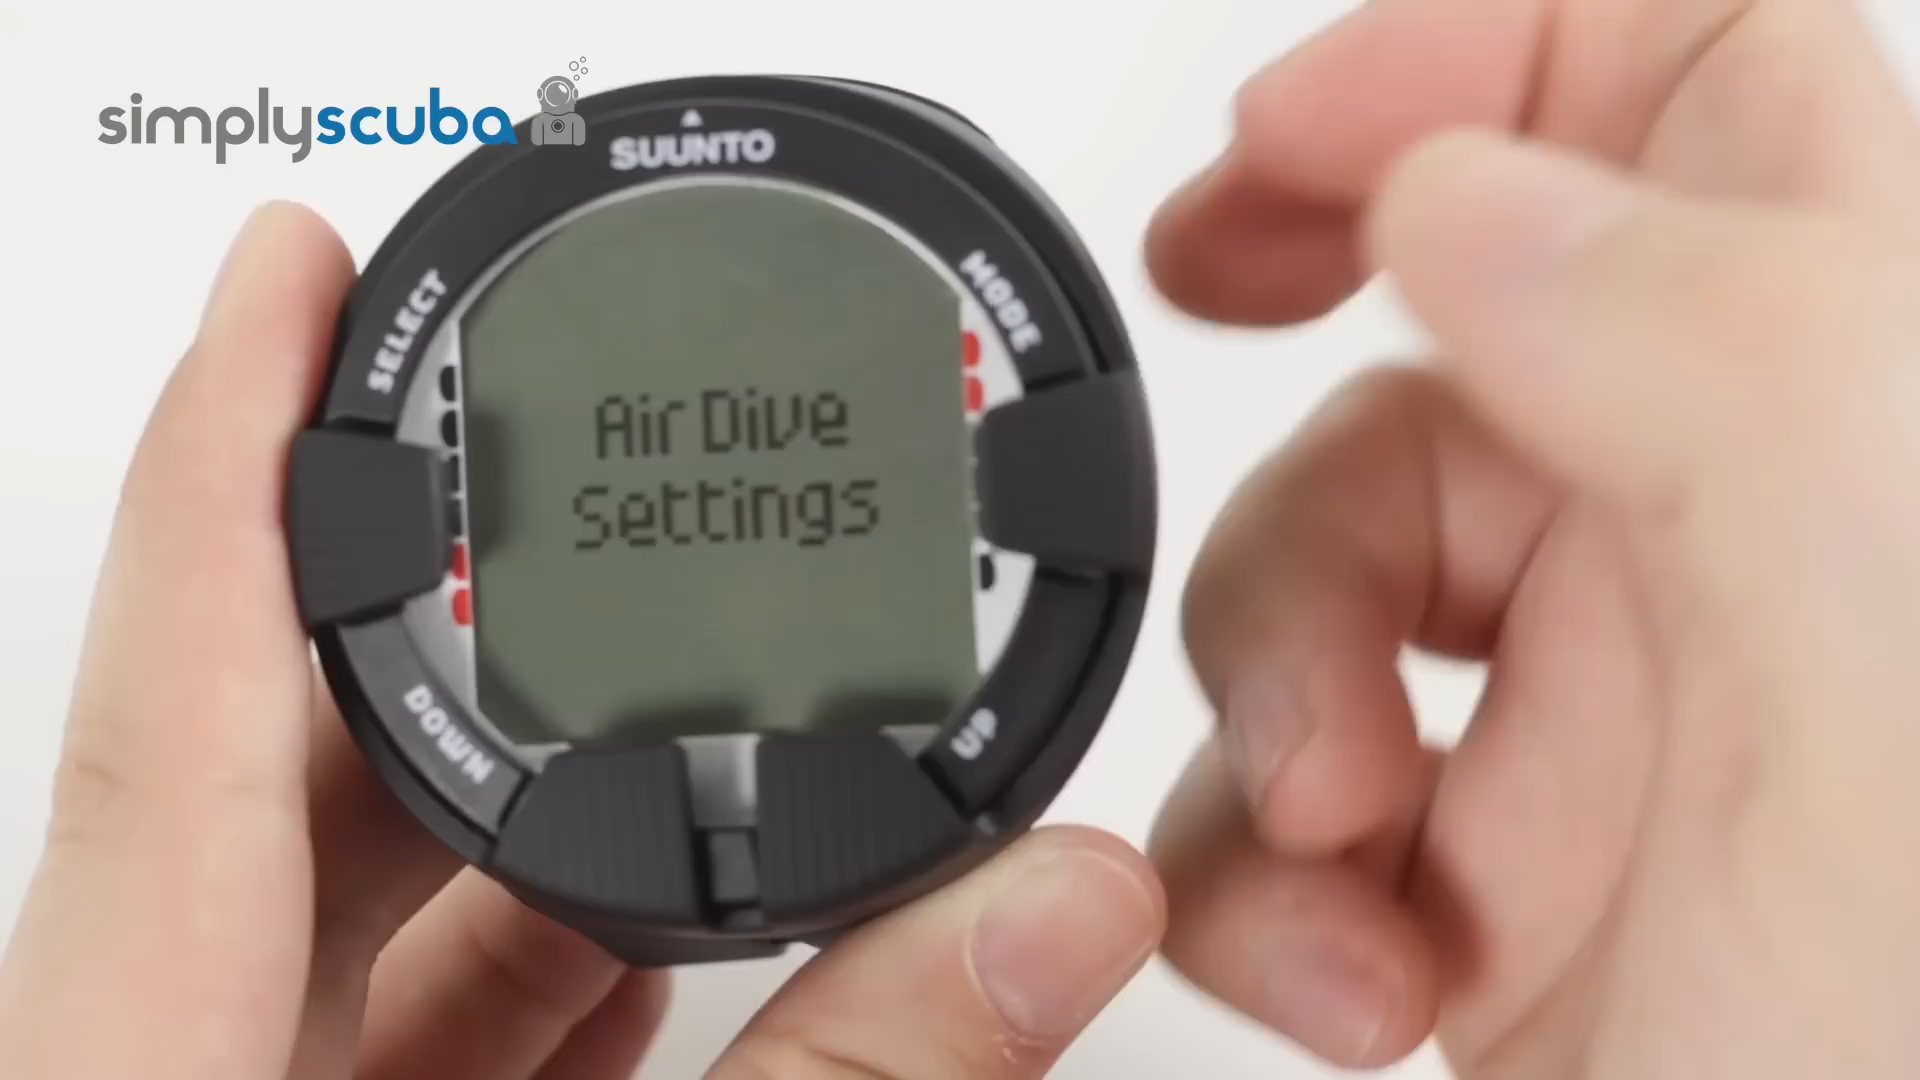 simplyscuba
SUUNTO
SELECT
MODE
Air Dive
Settings
DOWN
UP